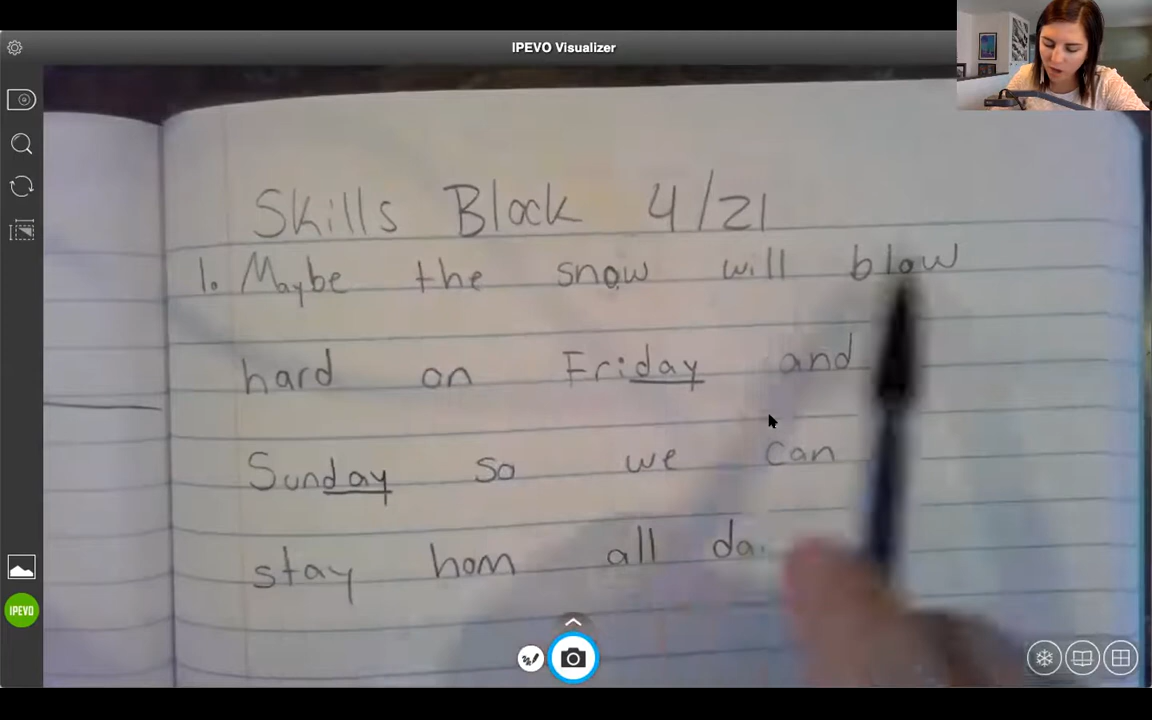 IPEVO Visualizer
Skills Block 4/21
1. Maybe the snow will blow
hard on Friday and
Sunday so we can
stay hom all da
IPEVO